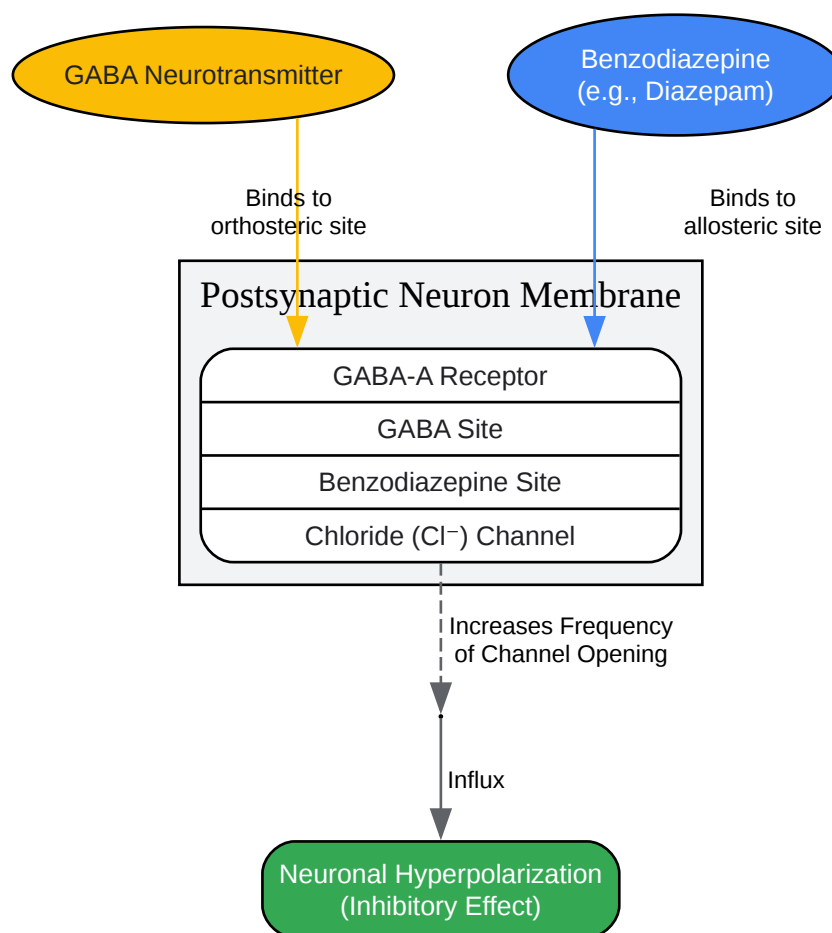 GABA Neurotransmitter
Benzodiazepine
(e.g., Diazepam)
Binds to
orthosteric site
Binds to
allosteric site
Postsynaptic Neuron Membrane
GABA-A Receptor
GABA Site
Benzodiazepine Site
Chloride (Cl⁻) Channel
Increases Frequency
of Channel Opening
Influx
Neuronal Hyperpolarization
(Inhibitory Effect)